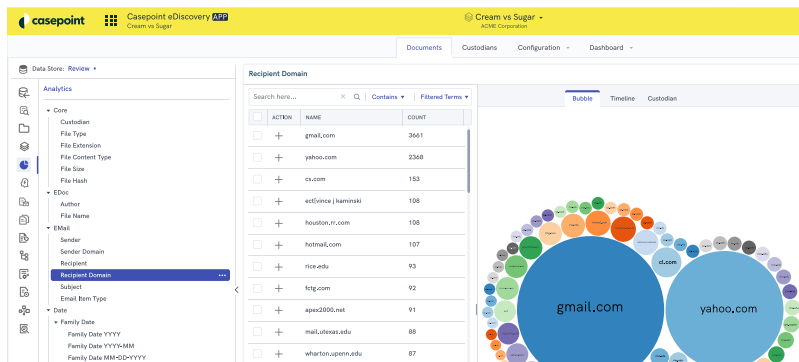 casepoint
Casepoint eDiscovery APP
Cream vs Sugar
Cream vs Sugar
ACME Corporation
Documents Custodians Configuration Dashboard
Data Store: Review
Analytics
Core
Custodian
File Type
File Extension
File Content Type
File Size
File Hash
EDoc
Author
File Name
EMail
Sender
Sender Domain
Recipient
Recipient Domain
Subject
Email Item Type
Date
Family Date
Family Date YYYY
Family Date YYYY-MM
Family Date MM-DD-YYYY
Recipient Domain
Search here... Contains Filtered Terms
ACTION NAME COUNT
gmail.com 3661
yahoo.com 2368
cs.com 153
ect[vince j kaminski 108
houston.rr.com 108
hotmail.com 107
rice.edu 93
fctg.com 92
apex2000.net 91
mail.utexas.edu 88
wharton.upenn.edu 87
Bubble Timeline Custodian
cl.com
gmail.com
yahoo.com